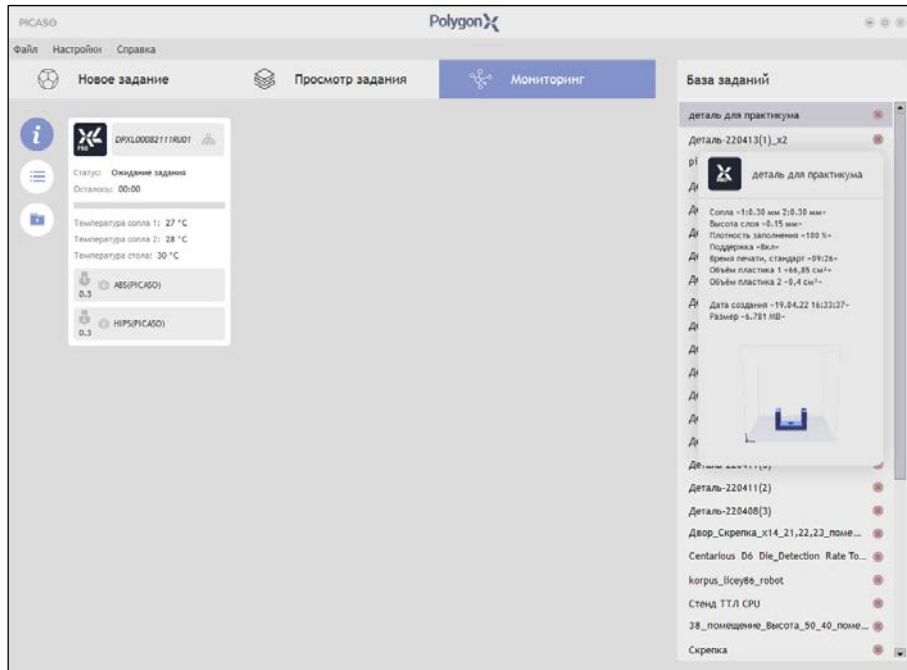 PICASO
Polygon X
Файл Настройки Справка
Новое задание
Просмотр задания
Мониторинг
База заданий
i
PRO
DPXL00082111RU01
Статус: Ожидание задания
Осталось: 00:00
Температура сопла 1: 27 °C
Температура сопла 2: 28 °C
Температура стола: 30 °C
0.3
ABS(PICASO)
0.3
HIPS(PICASO)
деталь для практикума
Деталь-220413(1)_x2
pi
деталь для практикума
Сопла ~1:0.30 мм 2:0.30 мм~
Высота слоя ~0.15 мм~
Плотность заполнения ~100 %~
Поддержка ~Вкл~
Время печати, стандарт ~09:26~
Объём пластика 1 ~66,85 см³~
Объём пластика 2 ~0,4 см³~
Дата создания ~19.04.22 16:33:37~
Размер ~6.781 MB~
Деталь-220411(2)
Деталь-220408(3)
Двор_Скрепка_x14_21,22,23_поме...
Centarious D6 Die_Detection Rate To...
korpus_licey86_robot
Стенд ТТЛ CPU
38_помещение_Высота_50_40_поме...
Скрепка